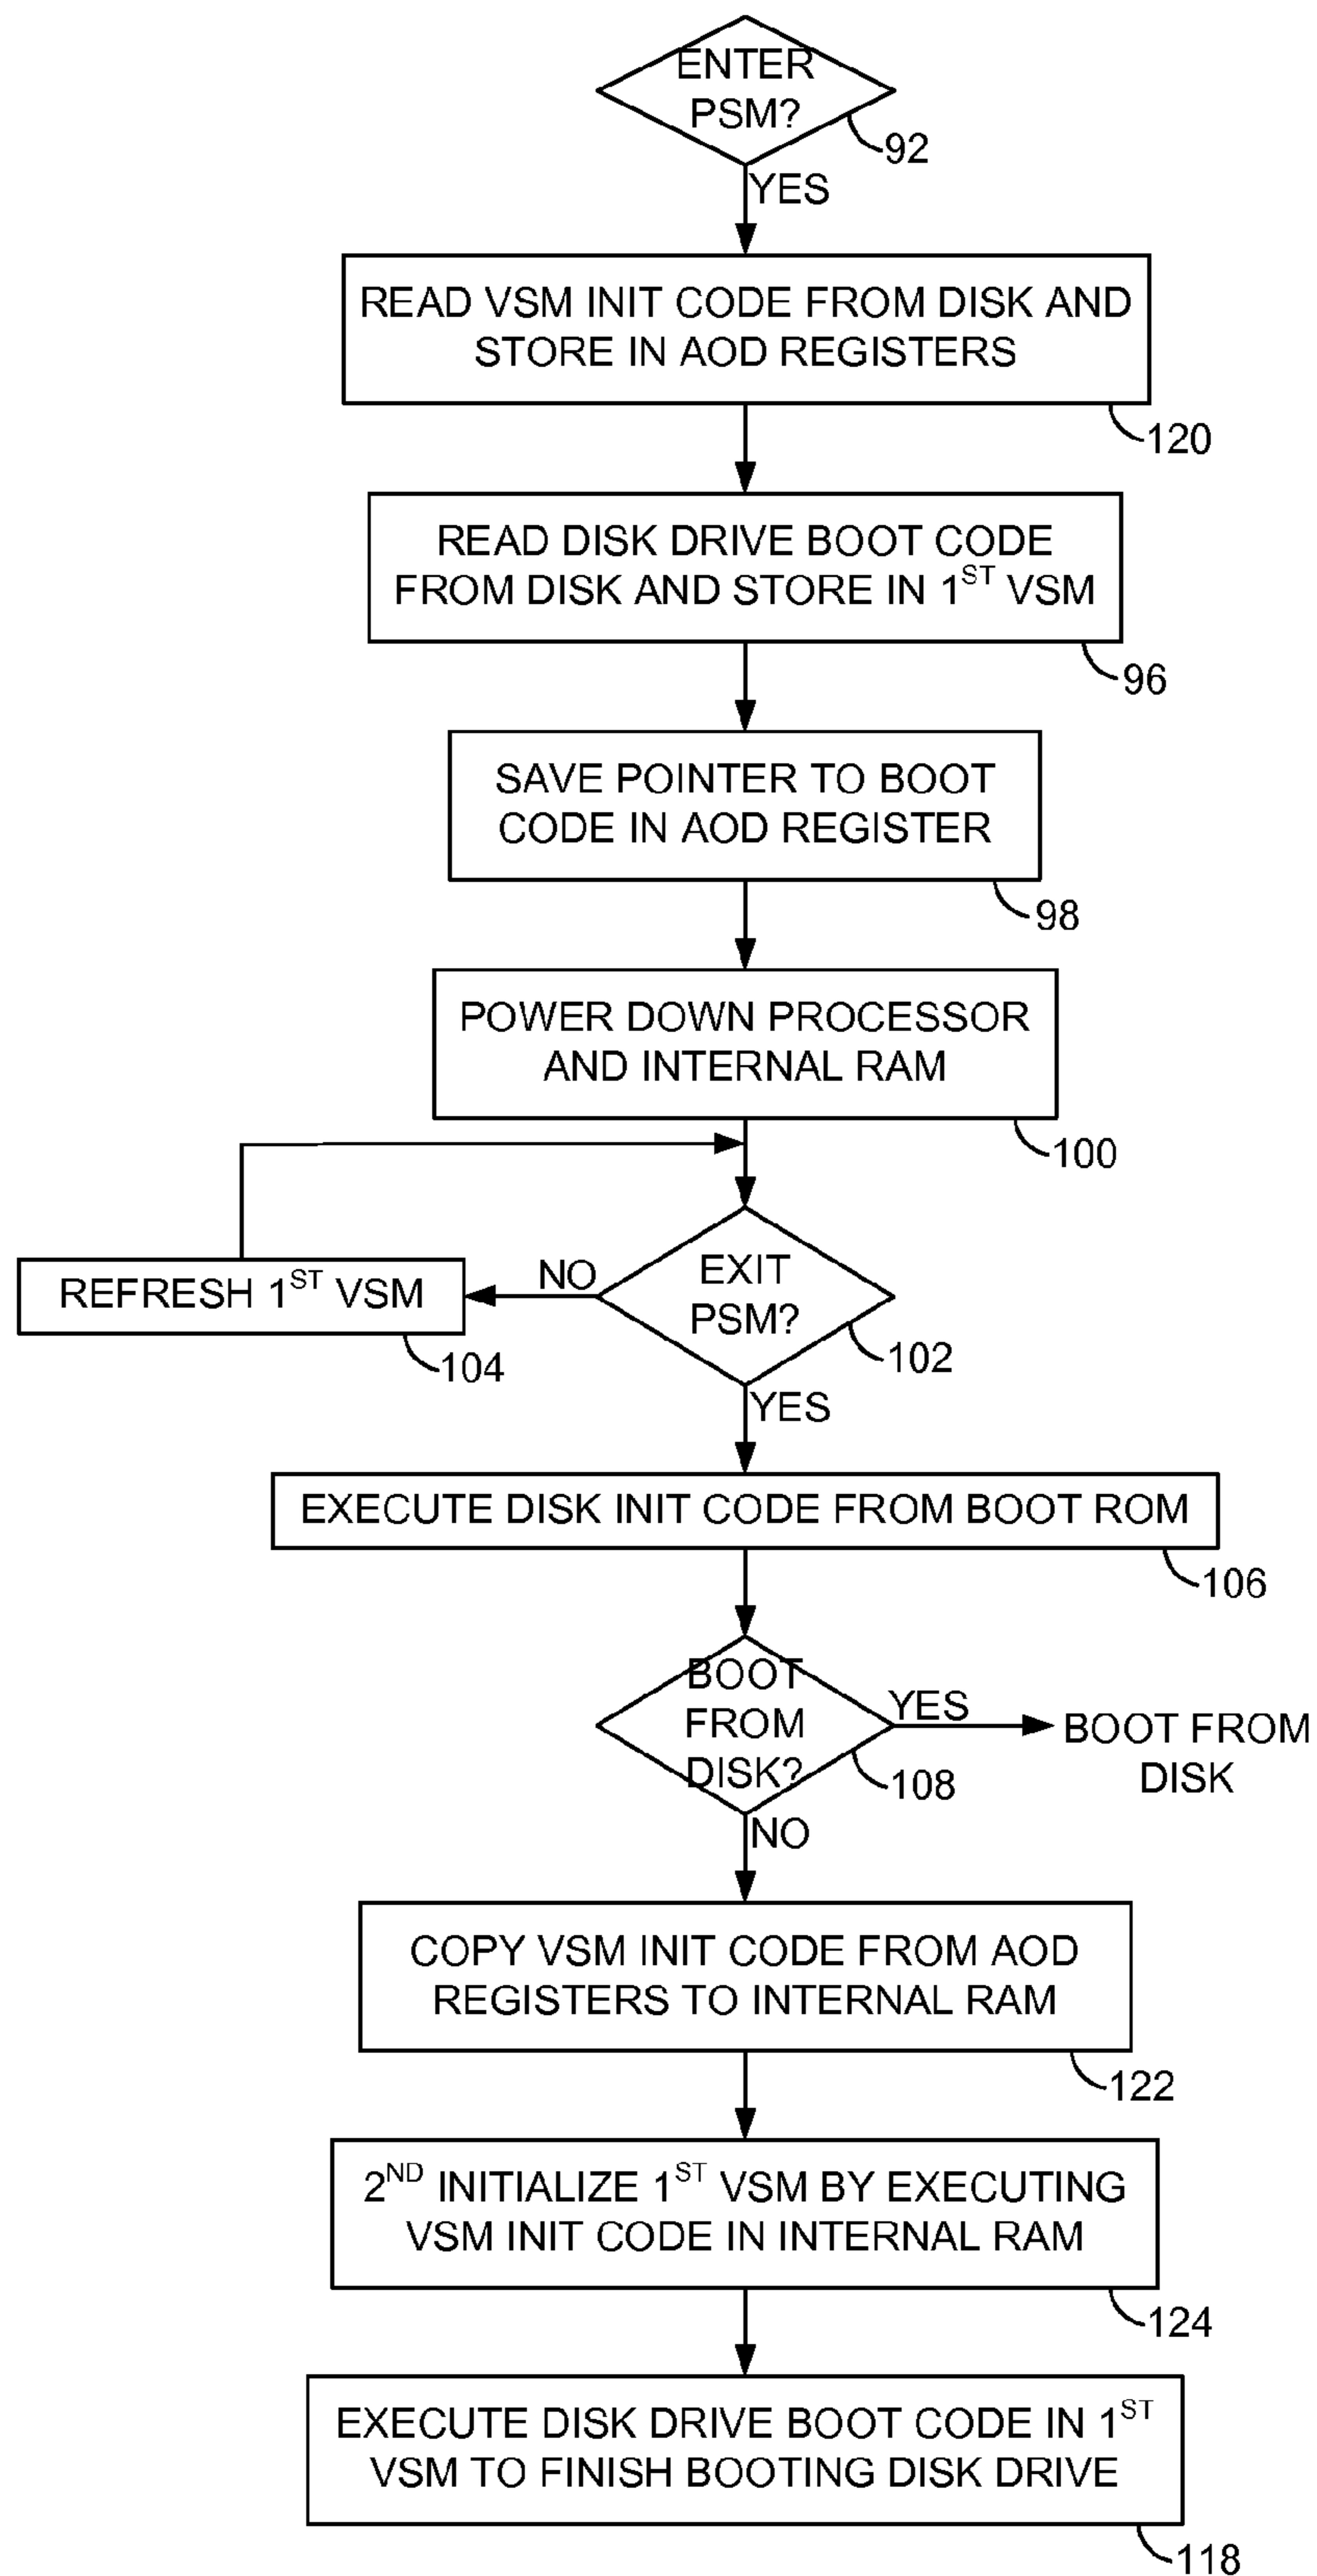 ENTER
PSM?
92
YES
READ VSM INIT CODE FROM DISK AND
STORE IN AOD REGISTERS
120
READ DISK DRIVE BOOT CODE
FROM DISK AND STORE IN 1ST VSM
96
SAVE POINTER TO BOOT
CODE IN AOD REGISTER
98
POWER DOWN PROCESSOR
AND INTERNAL RAM
100
EXIT
PSM?
102
NO
REFRESH 1ST VSM
104
YES
EXECUTE DISK INIT CODE FROM BOOT ROM
106
BOOT
FROM
DISK?
108
YES
BOOT FROM
DISK
NO
COPY VSM INIT CODE FROM AOD
REGISTERS TO INTERNAL RAM
122
2ND INITIALIZE 1ST VSM BY EXECUTING
VSM INIT CODE IN INTERNAL RAM
124
EXECUTE DISK DRIVE BOOT CODE IN 1ST
VSM TO FINISH BOOTING DISK DRIVE
118